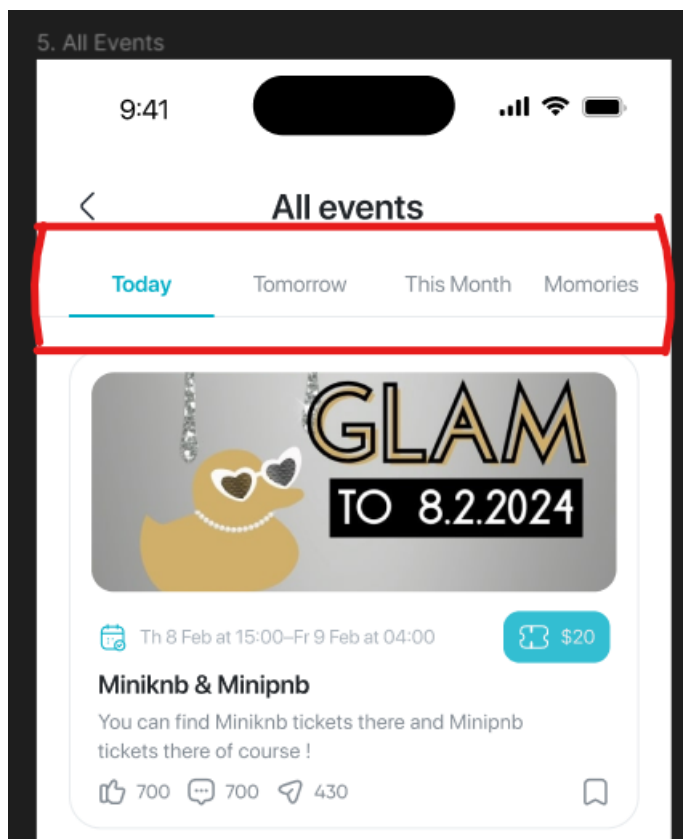 5. All Events
9:41
All events
Today Tomorrow This Month Momories
GLAM
TO 8.2.2024
Th 8 Feb at 15:00–Fr 9 Feb at 04:00 $20
Miniknb & Minipnb
You can find Miniknb tickets there and Minipnb
tickets there of course !
700 700 430